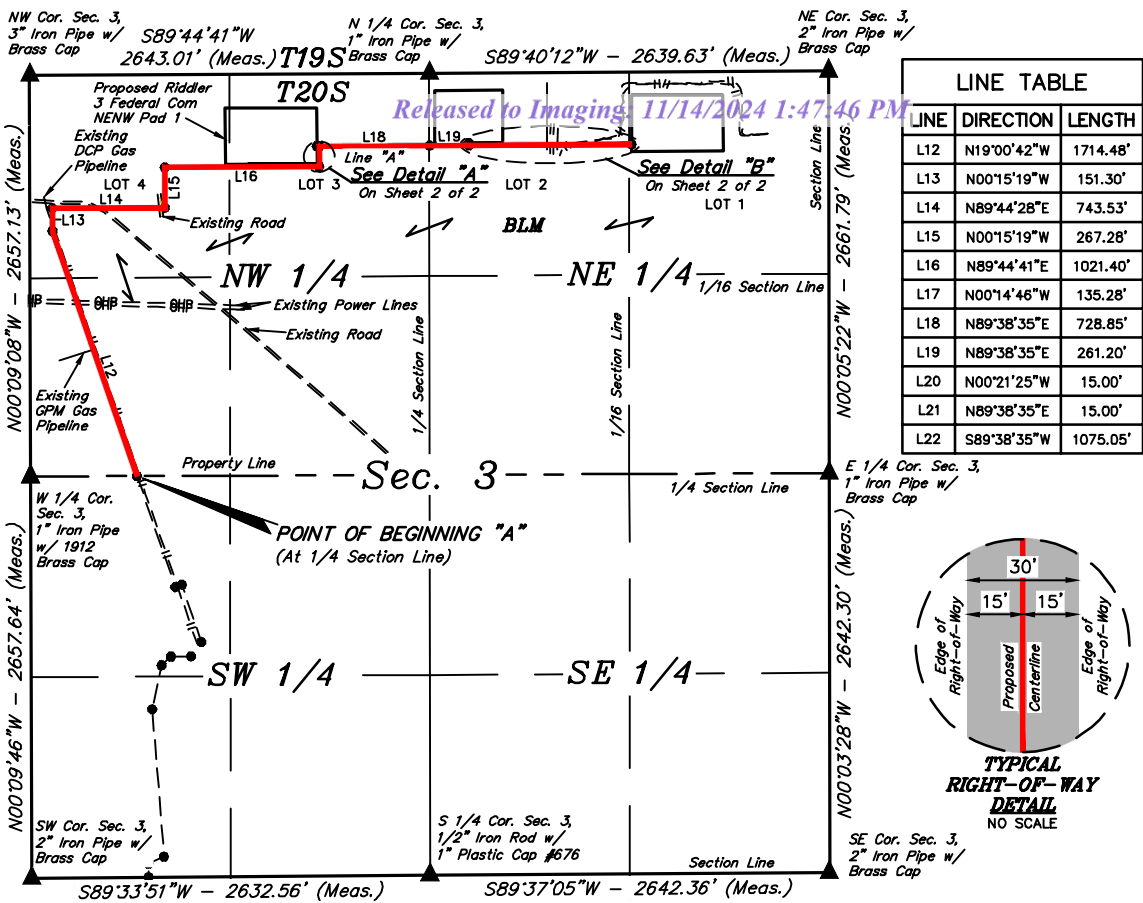 NW Cor. Sec. 3,
3" Iron Pipe w/
Brass Cap
S89°44'41"W
2643.01' (Meas.)
T19S
T20S
N 1/4 Cor. Sec. 3,
1" Iron Pipe w/
Brass Cap
S89°40'12"W - 2639.63' (Meas.)
NE Cor. Sec. 3,
2" Iron Pipe w/
Brass Cap
Released to Imaging: 11/14/2024 1:47:46 PM
Proposed Riddler
3 Federal Com
NENW Pad 1
Existing
DCP Gas
Pipeline
LOT 4
L13
L14
L15
L16
Line "A"
L18
L19
See Detail "A"
On Sheet 2 of 2
LOT 3
LOT 2
See Detail "B"
On Sheet 2 of 2
LOT 1
Section Line
Existing Road
BLM
NW 1/4
NE 1/4
1/16 Section Line
OHP
OHP
Existing Power Lines
Existing Road
L12
Existing
GPM Gas
Pipeline
1/4 Section Line
1/16 Section Line
N00°09'08"W - 2657.13' (Meas.)
N00°05'22"W - 2661.79' (Meas.)
Property Line
Sec. 3
1/4 Section Line
W 1/4 Cor.
Sec. 3,
1" Iron Pipe
w/ 1912
Brass Cap
E 1/4 Cor. Sec. 3,
1" Iron Pipe w/
Brass Cap
POINT OF BEGINNING "A"
(At 1/4 Section Line)
N00°09'46"W - 2657.64' (Meas.)
N00°03'28"W - 2642.30' (Meas.)
SW 1/4
SE 1/4
SW Cor. Sec. 3,
2" Iron Pipe w/
Brass Cap
S 1/4 Cor. Sec. 3,
1/2" Iron Rod w/
1" Plastic Cap #676
Section Line
SE Cor. Sec. 3,
2" Iron Pipe w/
Brass Cap
S89°33'51"W - 2632.56' (Meas.)
S89°37'05"W - 2642.36' (Meas.)
LINE TABLE
LINE DIRECTION LENGTH
L12 N19°00'42"W 1714.48'
L13 N00°15'19"W 151.30'
L14 N89°44'28"E 743.53'
L15 N00°15'19"W 267.28'
L16 N89°44'41"E 1021.40'
L17 N00°14'46"W 135.28'
L18 N89°38'35"E 728.85'
L19 N89°38'35"E 261.20'
L20 N00°21'25"W 15.00'
L21 N89°38'35"E 15.00'
L22 S89°38'35"W 1075.05'
30'
15' 15'
Edge of
Right-of-Way
Proposed
Centerline
Edge of
Right-of-Way
TYPICAL
RIGHT-OF-WAY
DETAIL
NO SCALE